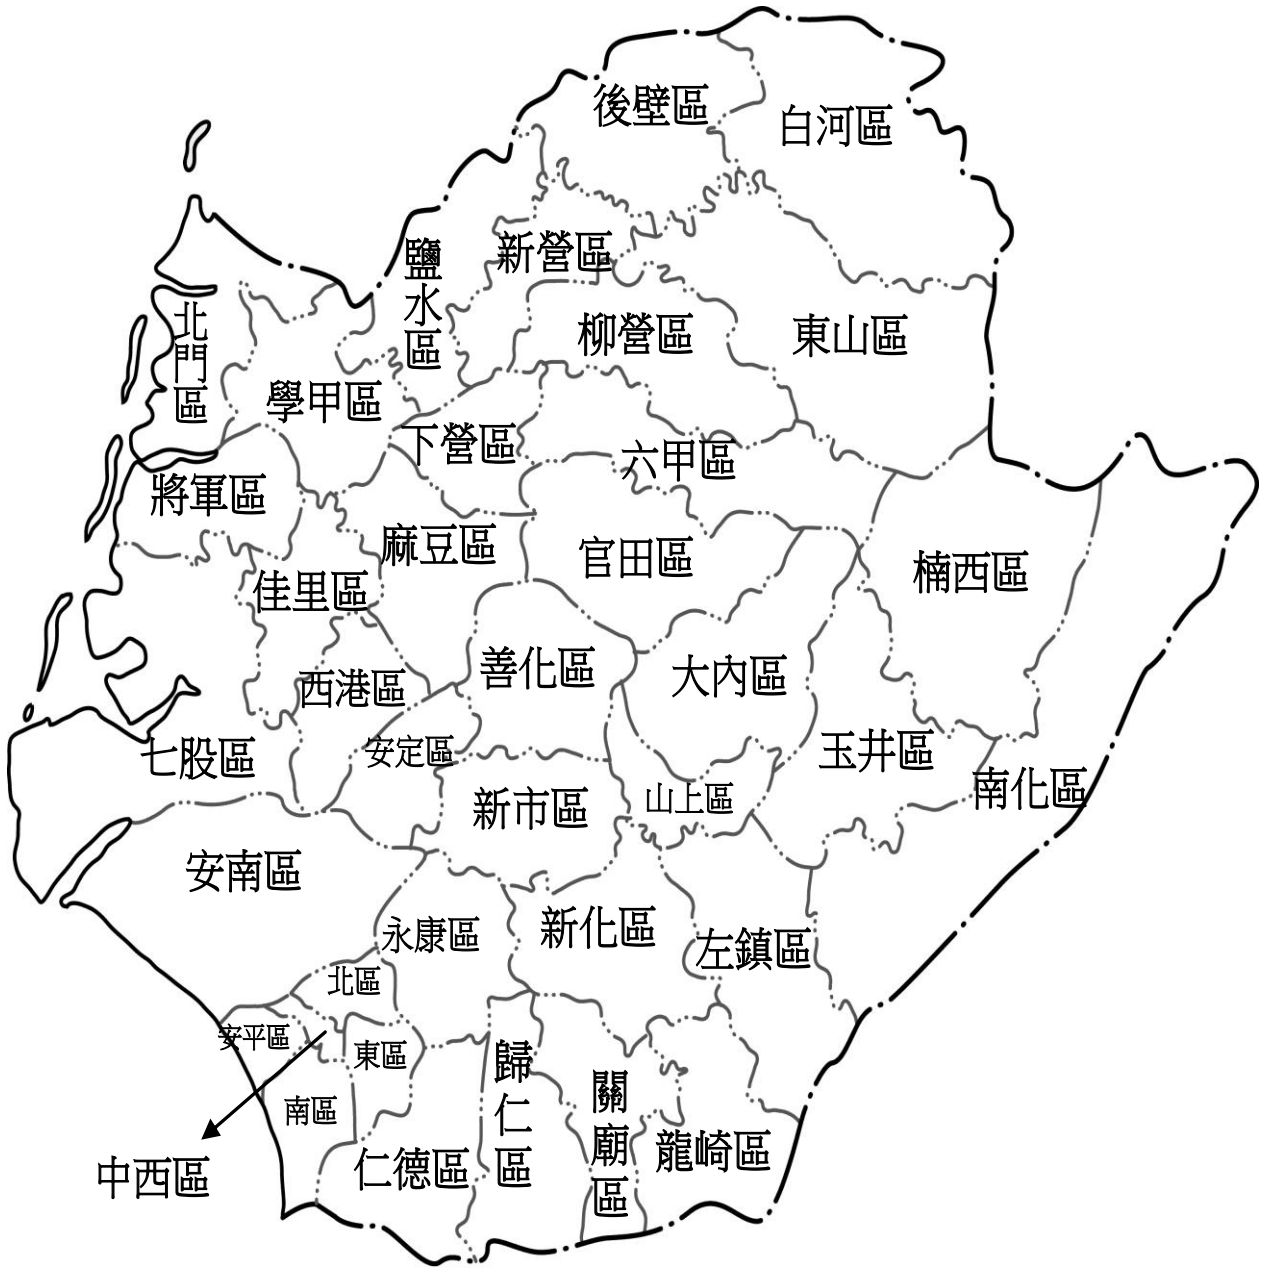 後壁區
白河區
鹽水區
新營區
北門區
柳營區
東山區
學甲區
下營區
六甲區
將軍區
麻豆區
官田區
楠西區
佳里區
西港區
善化區
大內區
七股區
安定區
玉井區
南化區
新市區
山上區
安南區
永康區
新化區
左鎮區
北區
安平區
東區
歸仁區
關廟區
南區
仁德區
龍崎區
中西區